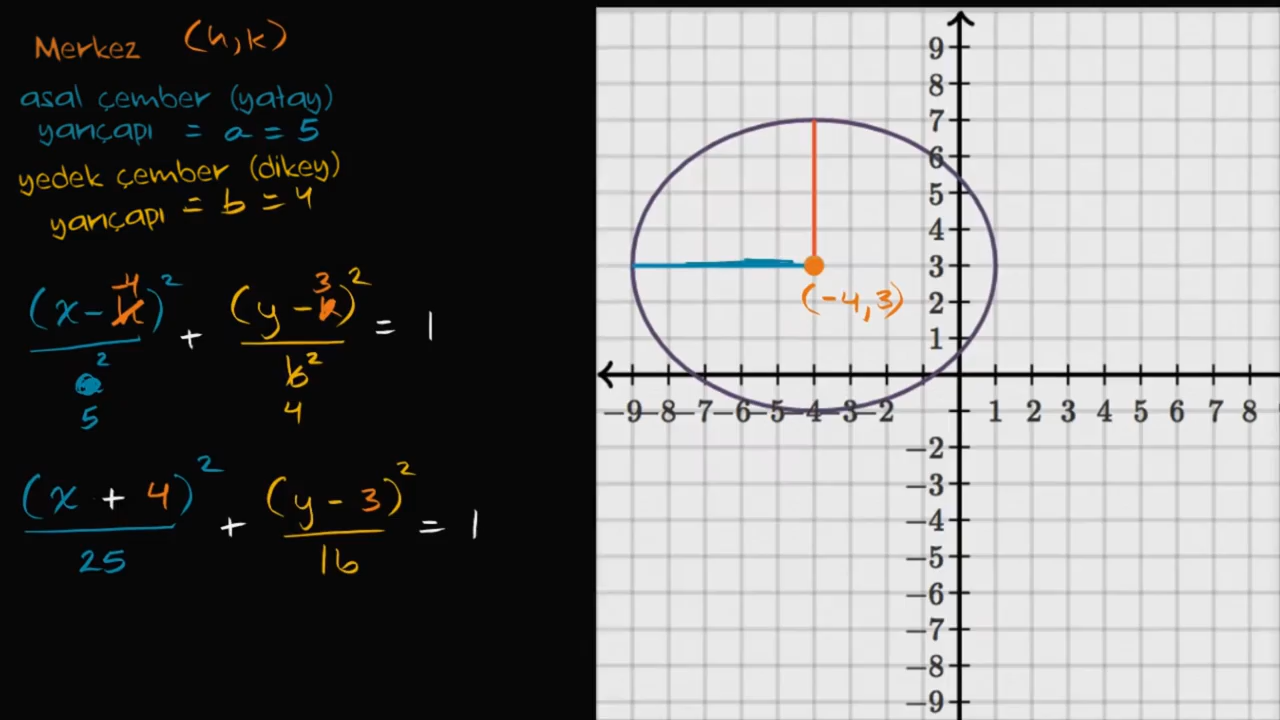 Merkez (h,k)
asal çember (yatay)
yarıçapı = a = 5
yedek çember (dikey)
yarıçapı = b = 4
-4 2 3 2
(x - h) + (y - k) = 1
2 b²
5 4
(x + 4)² + (y - 3)² = 1
25 16
9
8
7
6
5
4
3
(-4,3)
2
1
-9 -8 -7 -6 -5 -4 -3 -2 1 2 3 4 5 6 7 8
-2
-3
-4
-5
-6
-7
-8
-9